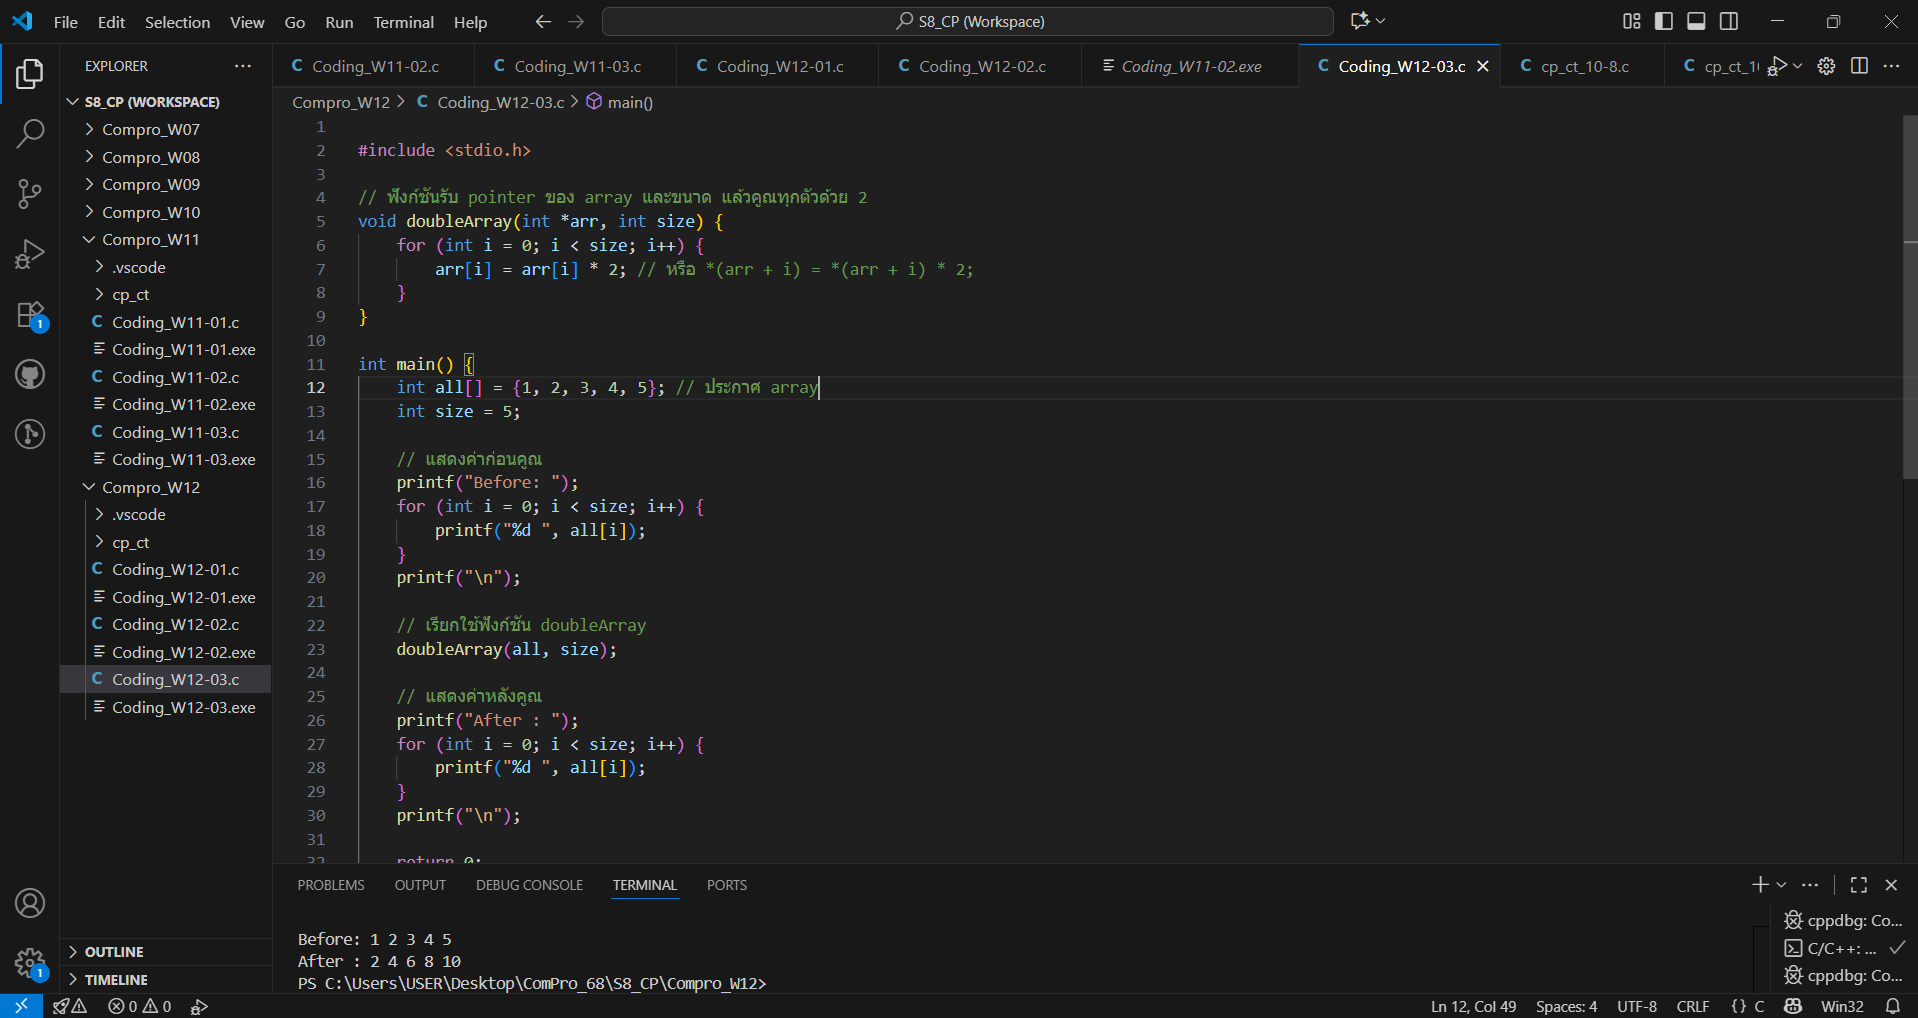 File Edit Selection View Go Run Terminal Help
S8_CP (Workspace)
EXPLORER
S8_CP (WORKSPACE)
Compro_W07
Compro_W08
Compro_W09
Compro_W10
Compro_W11
.vscode
cp_ct
Coding_W11-01.c
Coding_W11-01.exe
Coding_W11-02.c
Coding_W11-02.exe
Coding_W11-03.c
Coding_W11-03.exe
Compro_W12
.vscode
cp_ct
Coding_W12-01.c
Coding_W12-01.exe
Coding_W12-02.c
Coding_W12-02.exe
Coding_W12-03.c
Coding_W12-03.exe
OUTLINE
TIMELINE
1
1
C Coding_W11-02.c C Coding_W11-03.c C Coding_W12-01.c C Coding_W12-02.c Coding_W11-02.exe C Coding_W12-03.c C cp_ct_10-8.c C cp_ct_1
Compro_W12 > C Coding_W12-03.c > main()
1
2 #include <stdio.h>
3
4 // ฟังก์ชันรับ pointer ของ array และขนาด แล้วคูณทุกตัวด้วย 2
5 void doubleArray(int *arr, int size) {
6 for (int i = 0; i < size; i++) {
7 arr[i] = arr[i] * 2; // หรือ *(arr + i) = *(arr + i) * 2;
8 }
9 }
10
11 int main() {
12 int all[] = {1, 2, 3, 4, 5}; // ประกาศ array
13 int size = 5;
14
15 // แสดงค่าก่อนคูณ
16 printf("Before: ");
17 for (int i = 0; i < size; i++) {
18 printf("%d ", all[i]);
19 }
20 printf("\n");
21
22 // เรียกใช้ฟังก์ชัน doubleArray
23 doubleArray(all, size);
24
25 // แสดงค่าหลังคูณ
26 printf("After : ");
27 for (int i = 0; i < size; i++) {
28 printf("%d ", all[i]);
29 }
30 printf("\n");
31
32 return 0;
PROBLEMS OUTPUT DEBUG CONSOLE TERMINAL PORTS
Before: 1 2 3 4 5
After : 2 4 6 8 10
PS C:\Users\USER\Desktop\ComPro_68\S8_CP\Compro_W12>
cppdbg: Co...
C/C++: ...
cppdbg: Co...
0 0
Ln 12, Col 49 Spaces: 4 UTF-8 CRLF {} C Win32